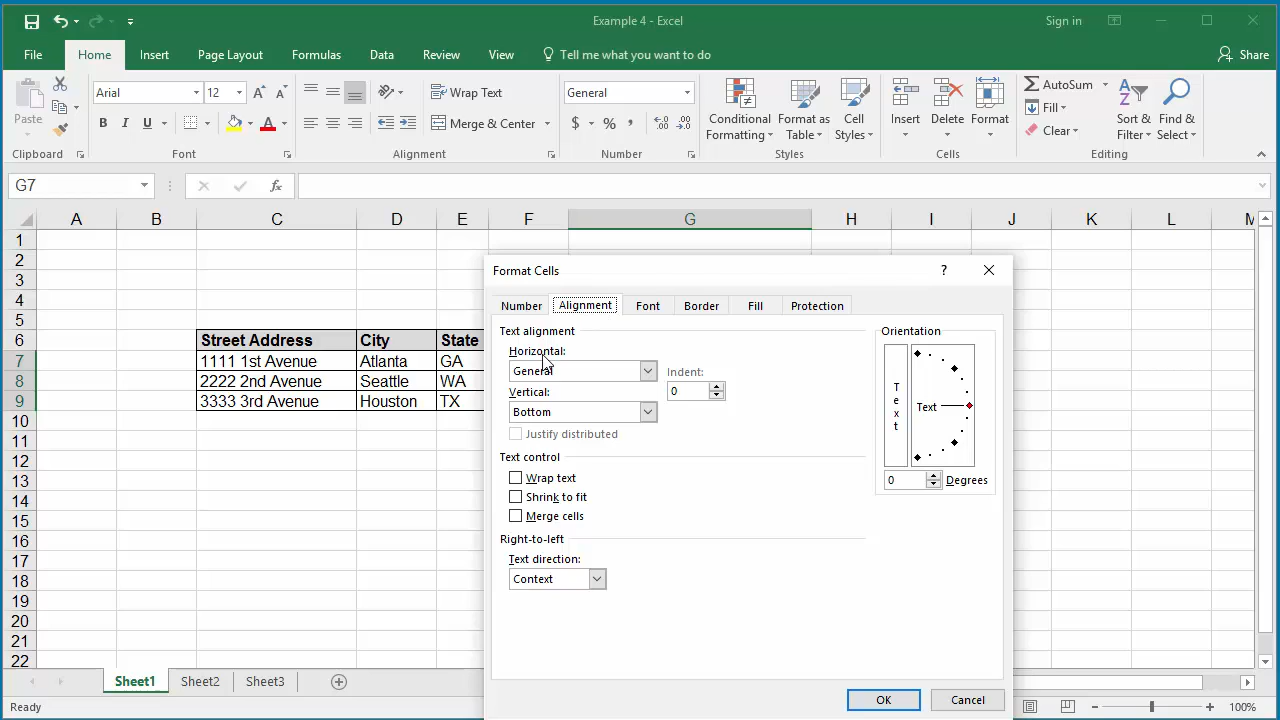 Example 4 - Excel
Sign in
File Home Insert Page Layout Formulas Data Review View Tell me what you want to do Share
Paste
Clipboard
Arial 12
B I U A
Font
Wrap Text
Merge & Center
Alignment
General
$ % ,
Number
Conditional Formatting
Format as Table
Cell Styles
Styles
Insert
Delete
Format
Cells
AutoSum
Fill
Clear
Sort & Filter
Find & Select
Editing
G7
fx
A B C D E F G H I J K L M
1
2
3
4
5
6 Street Address City State
7 1111 1st Avenue Atlanta GA
8 2222 2nd Avenue Seattle WA
9 3333 3rd Avenue Houston TX
10
11
12
13
14
15
16
17
18
19
20
21
22
Format Cells ?
Number Alignment Font Border Fill Protection
Text alignment
Horizontal:
General
Indent:
0
Vertical:
Bottom
Justify distributed
Text control
Wrap text
Shrink to fit
Merge cells
Right-to-left
Text direction:
Context
Orientation
Text
Text
0 Degrees
OK Cancel
Sheet1 Sheet2 Sheet3
Ready
100%